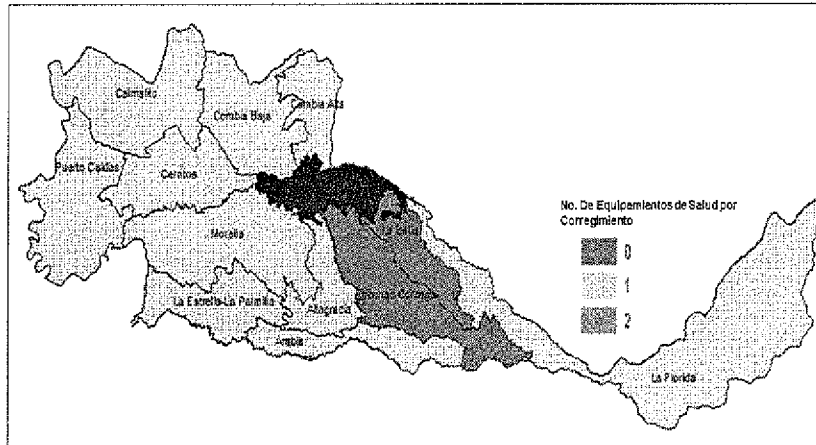 Caimalito
Combia Baja
Combia Alta
Puerto Caldas
Cerritos
No. De Equipamientos de Salud por
Corregimiento
Morelia
0
1
La Estrella-La Palmilla
Altagracia
2
Arabia
La Florida